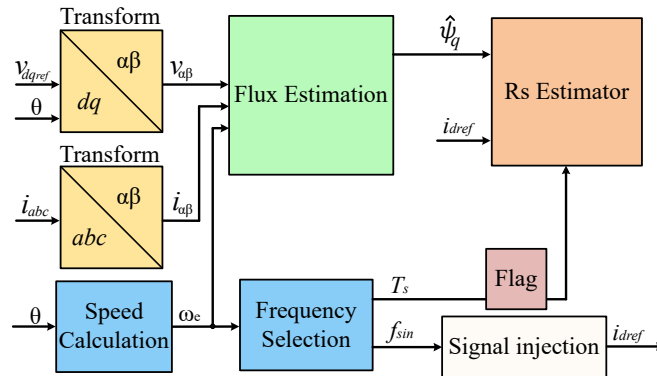 Transform
v_dqref
θ
αβ
dq
v_αβ
Flux Estimation
ψ̂_q
Rs Estimator
i_dref
Transform
i_abc
αβ
abc
i_αβ
θ
Speed
Calculation
ω_e
Frequency
Selection
T_s
Flag
f_sin
Signal injection
i_dref